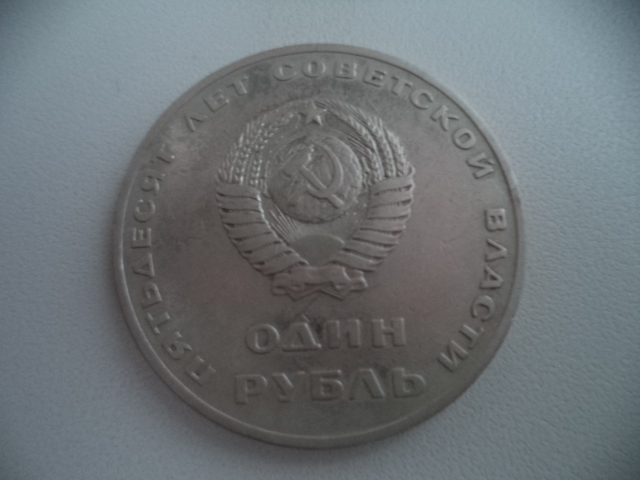 ПЯТЬДЕСЯТ ЛЕТ СОВЕТСКОЙ ВЛАСТИ
ОДИН
РУБЛЬ